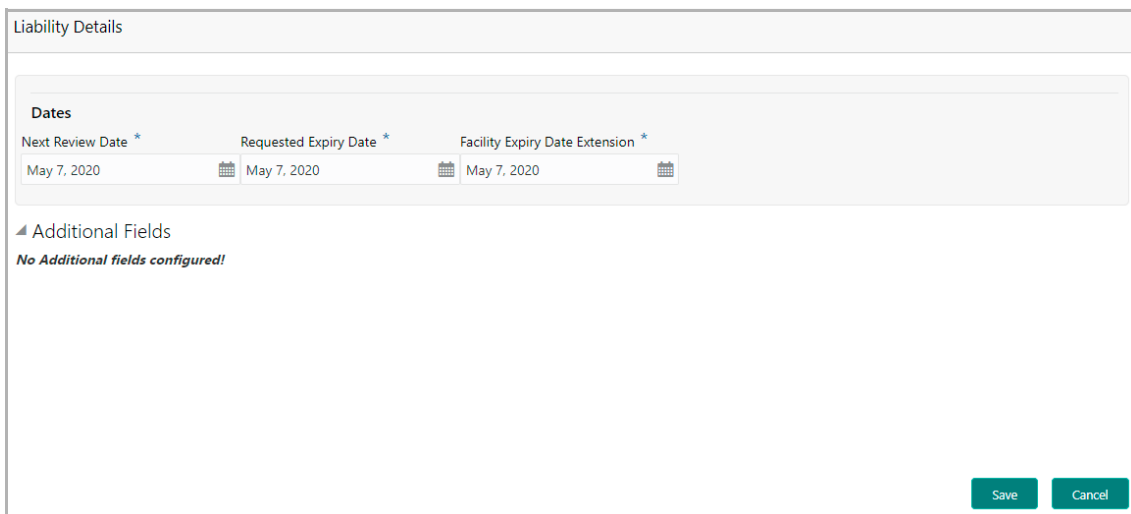 Liability Details
Dates
Next Review Date * Requested Expiry Date * Facility Expiry Date Extension *
May 7, 2020 May 7, 2020 May 7, 2020
Additional Fields
No Additional fields configured!
Save Cancel